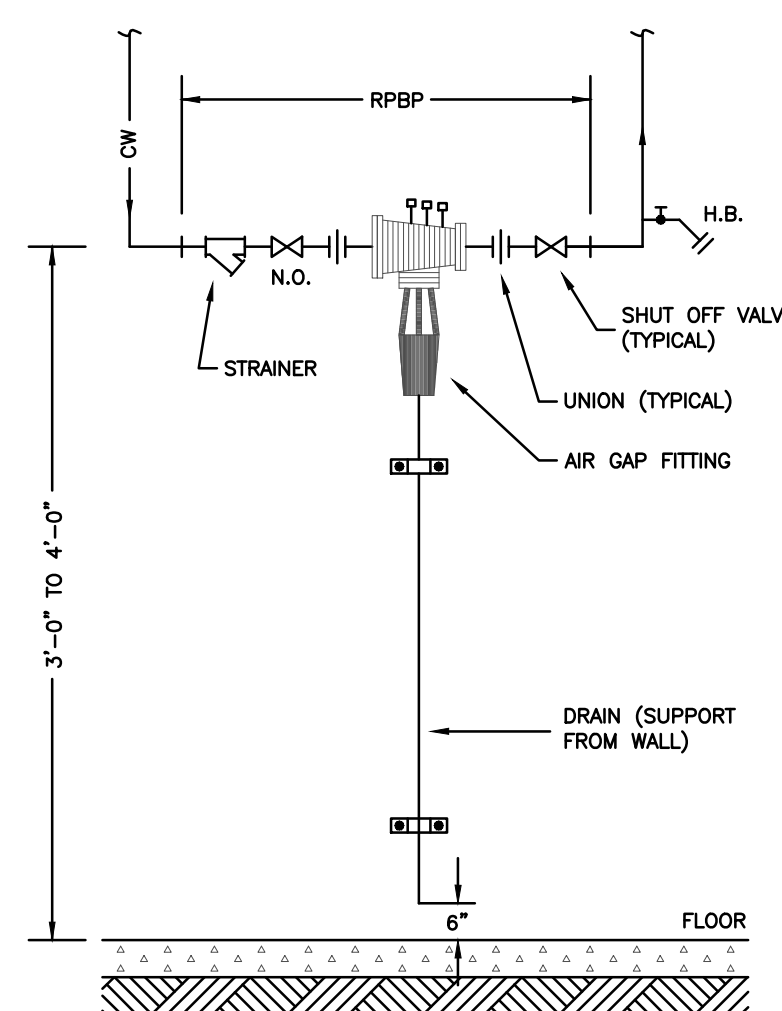 RPBP
CW
H.B.
N.O.
SHUT OFF VALV
(TYPICAL)
STRAINER
UNION (TYPICAL)
AIR GAP FITTING
3'-0" TO 4'-0"
DRAIN (SUPPORT
FROM WALL)
6"
FLOOR